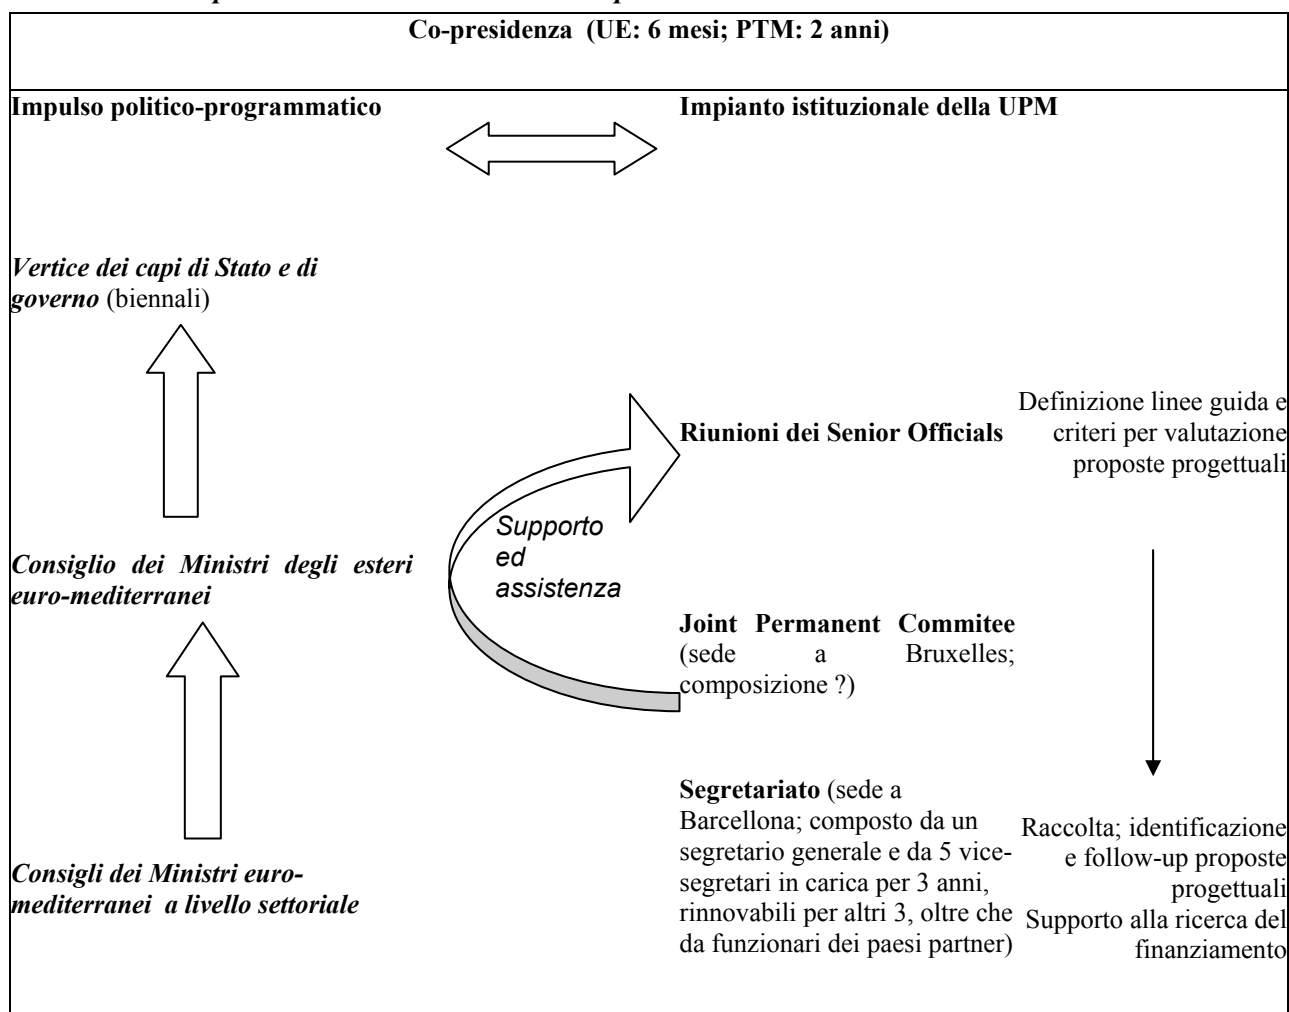 Co-presidenza (UE: 6 mesi; PTM: 2 anni)
Impulso politico-programmatico
Impianto istituzionale della UPM
Vertice dei capi di Stato e di
governo (biennali)
Consiglio dei Ministri degli esteri
euro-mediterranei
Consigli dei Ministri euro-
mediterranei a livello settoriale
Supporto
ed
assistenza
Riunioni dei Senior Officials
Joint Permanent Commitee
(sede a Bruxelles;
composizione ?)
Segretariato (sede a
Barcellona; composto da un
segretario generale e da 5 vice-
segretari in carica per 3 anni,
rinnovabili per altri 3, oltre che
da funzionari dei paesi partner)
Definizione linee guida e
criteri per valutazione
proposte progettuali
Raccolta; identificazione
e follow-up proposte
progettuali
Supporto alla ricerca del
finanziamento